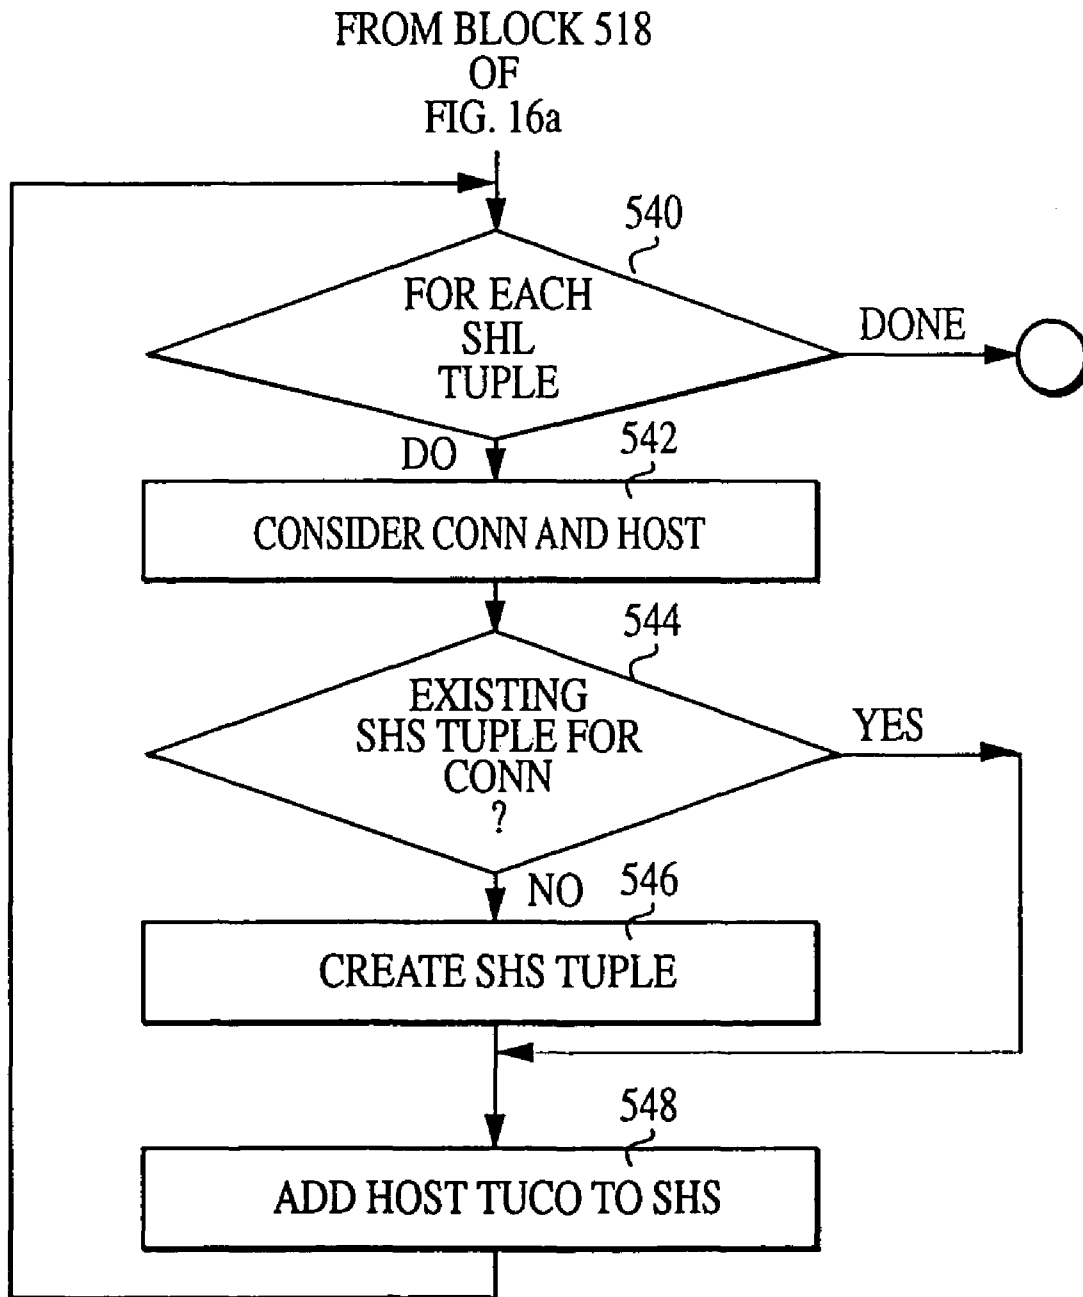 FROM BLOCK 518
OF
FIG. 16a
540
FOR EACH
SHL
TUPLE
DONE
DO
542
CONSIDER CONN AND HOST
544
EXISTING
SHS TUPLE FOR
CONN
?
YES
NO
546
CREATE SHS TUPLE
548
ADD HOST TUCO TO SHS